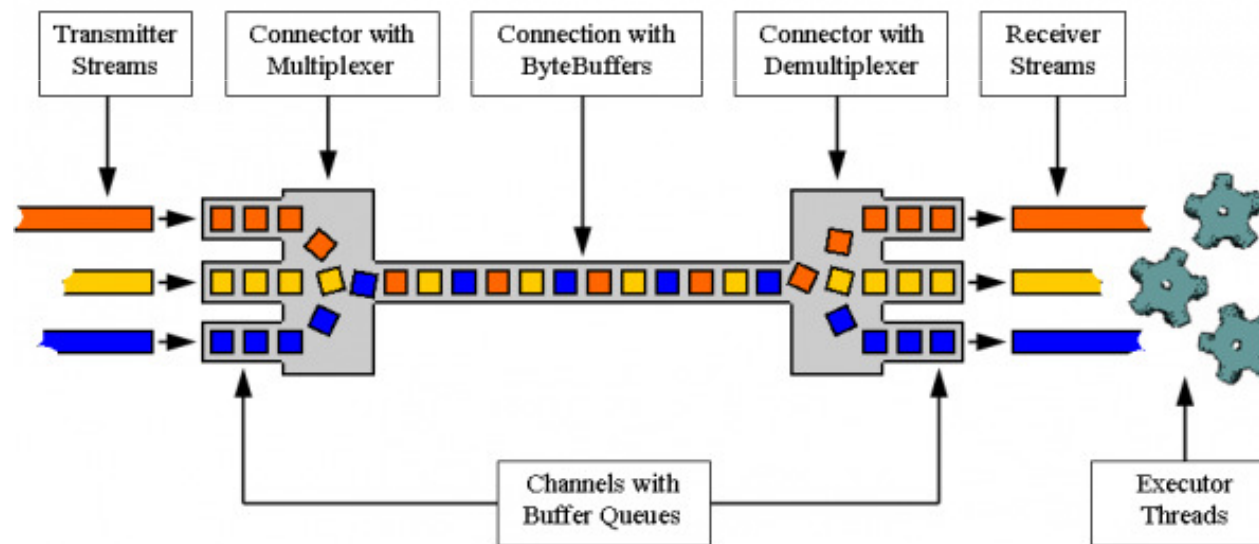 Transmitter
Streams
Connector with
Multiplexer
Connection with
ByteBuffers
Connector with
Demultiplexer
Receiver
Streams
Channels with
Buffer Queues
Executor
Threads